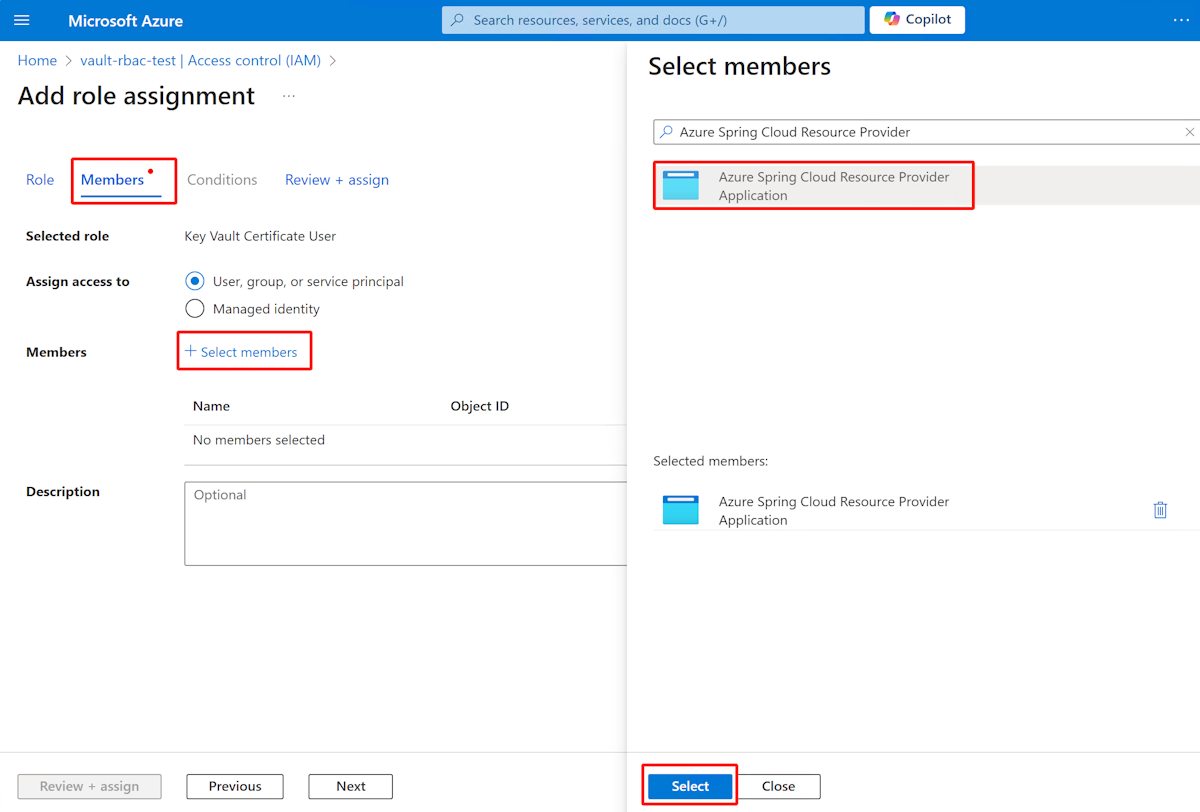 Microsoft Azure
Search resources, services, and docs (G+/)
Copilot
Home > vault-rbac-test | Access control (IAM) >
Add role assignment ...
Role
Members
Conditions
Review + assign
Selected role
Key Vault Certificate User
Assign access to
User, group, or service principal
Managed identity
Members
+ Select members
Name
Object ID
No members selected
Description
Optional
Review + assign
Previous
Next
Select members
Azure Spring Cloud Resource Provider
Azure Spring Cloud Resource Provider
Application
Selected members:
Azure Spring Cloud Resource Provider
Application
Select
Close